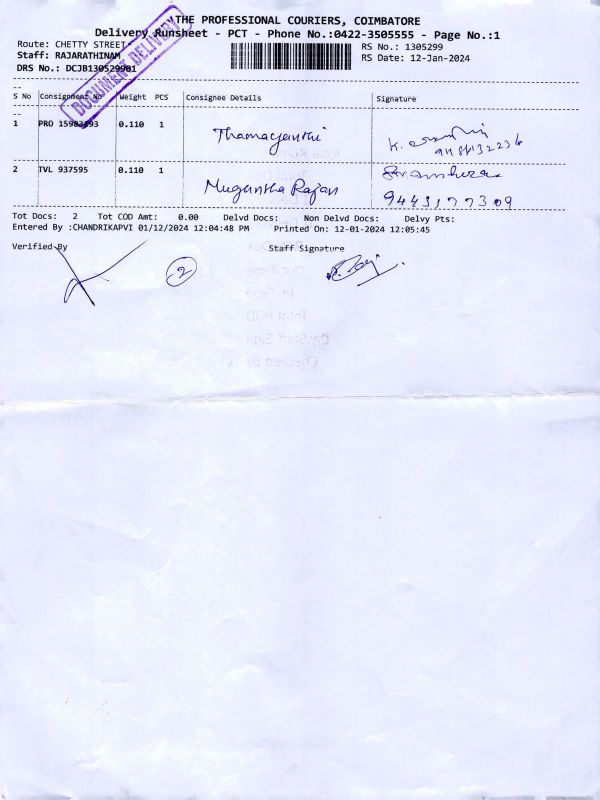 THE PROFESSIONAL COURIERS, COIMBATORE
Delivery Runsheet - PCT - Phone No.:0422-3505555 - Page No.:1
Route: CHETTY STREET
RS No.: 1305299
Staff: RAJARATHINAM
RS Date: 12-Jan-2024
DRS No.: DCJB130529901
DOCUMENT DELIVERY
S No Consignment No Weight PCS Consignee Details Signature
1 PRO 0.110 1 Thamayanthi K.
2 TVL 937595 0.110 1 Mugantha Rajan
9443177309
Tot Docs: 2 Tot COD Amt: 0.00 Delvd Docs: Non Delvd Docs: Delvy Pts:
Entered By :CHANDRIKAPVI 01/12/2024 12:04:48 PM Printed On: 12-01-2024 12:05:45
Verified By Staff Signature
2